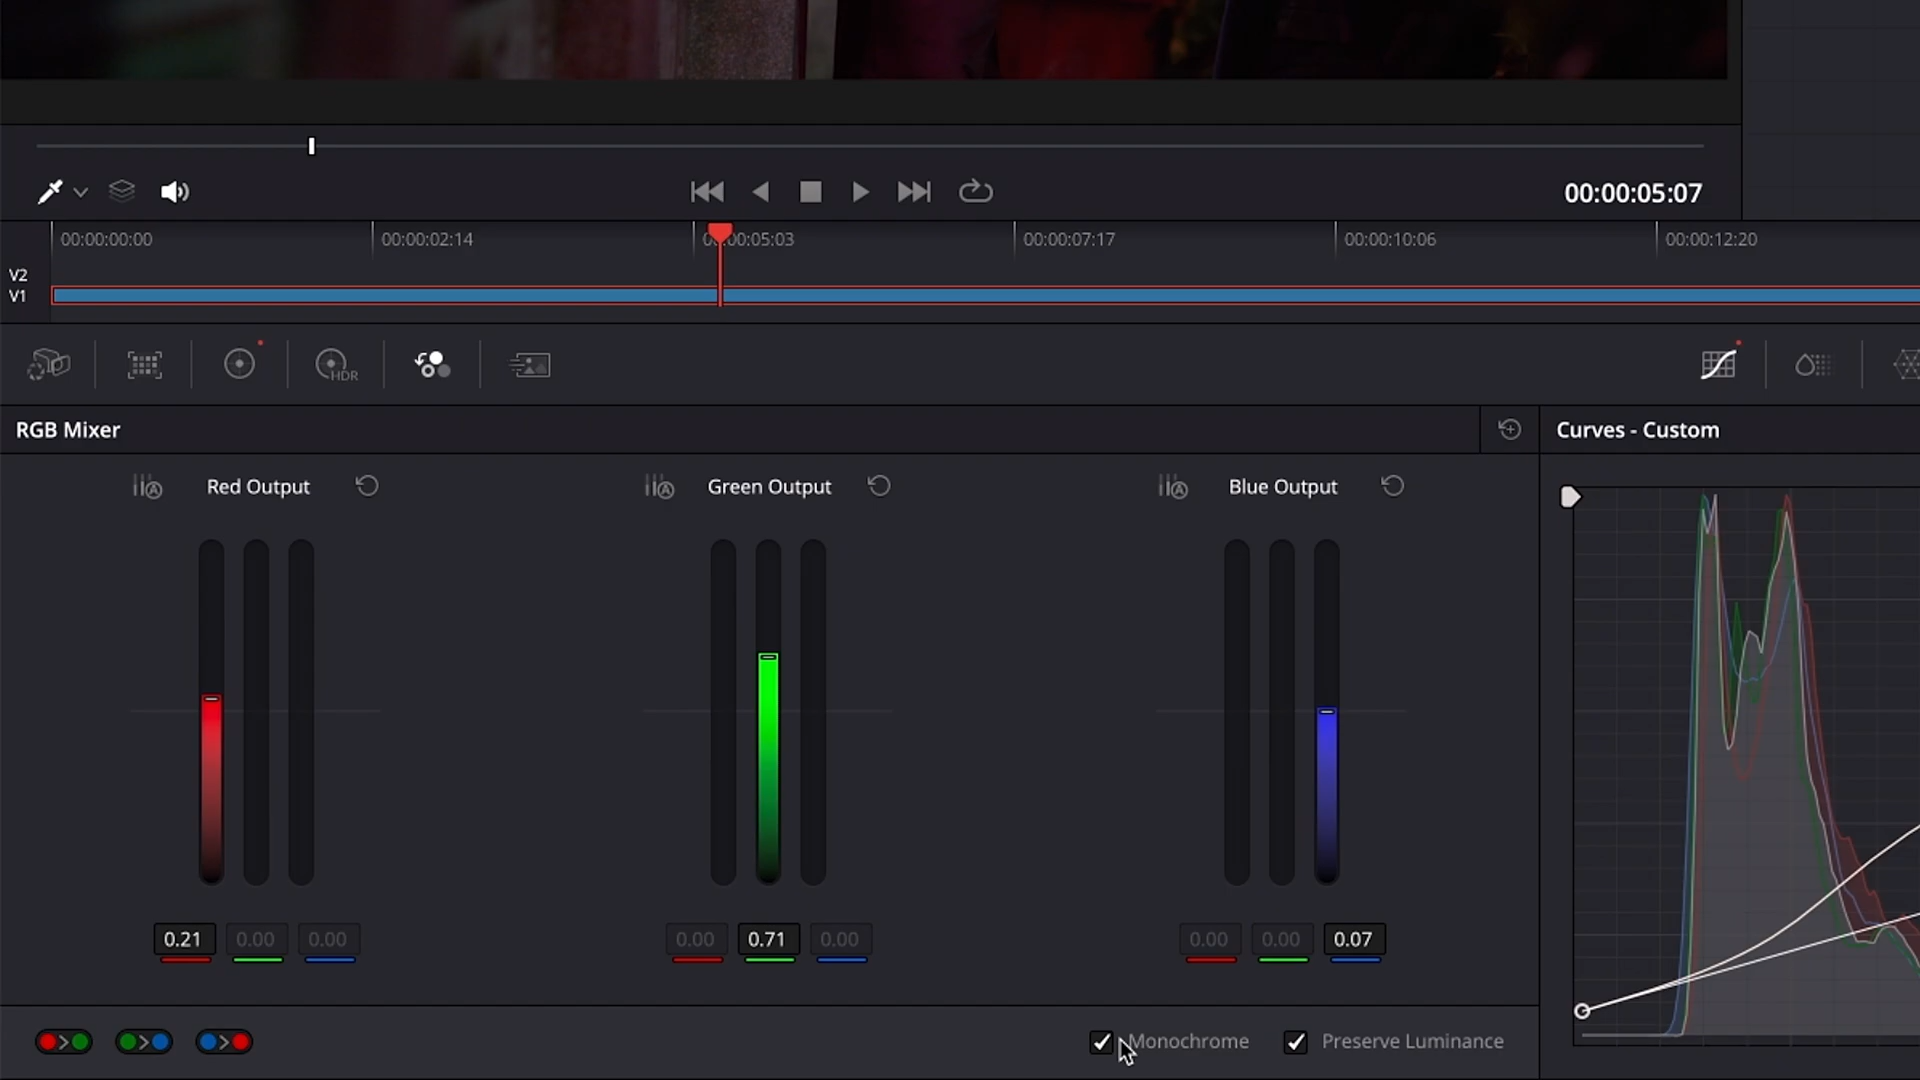 00:00:05:07
00:00:00:00
00:00:02:14
00:00:05:03
00:00:07:17
00:00:10:06
00:00:12:20
V2
V1
HDR
RGB Mixer
Curves - Custom
Red Output
Green Output
Blue Output
0.21 0.00 0.00
0.00 0.71 0.00
0.00 0.00 0.07
Monochrome
Preserve Luminance